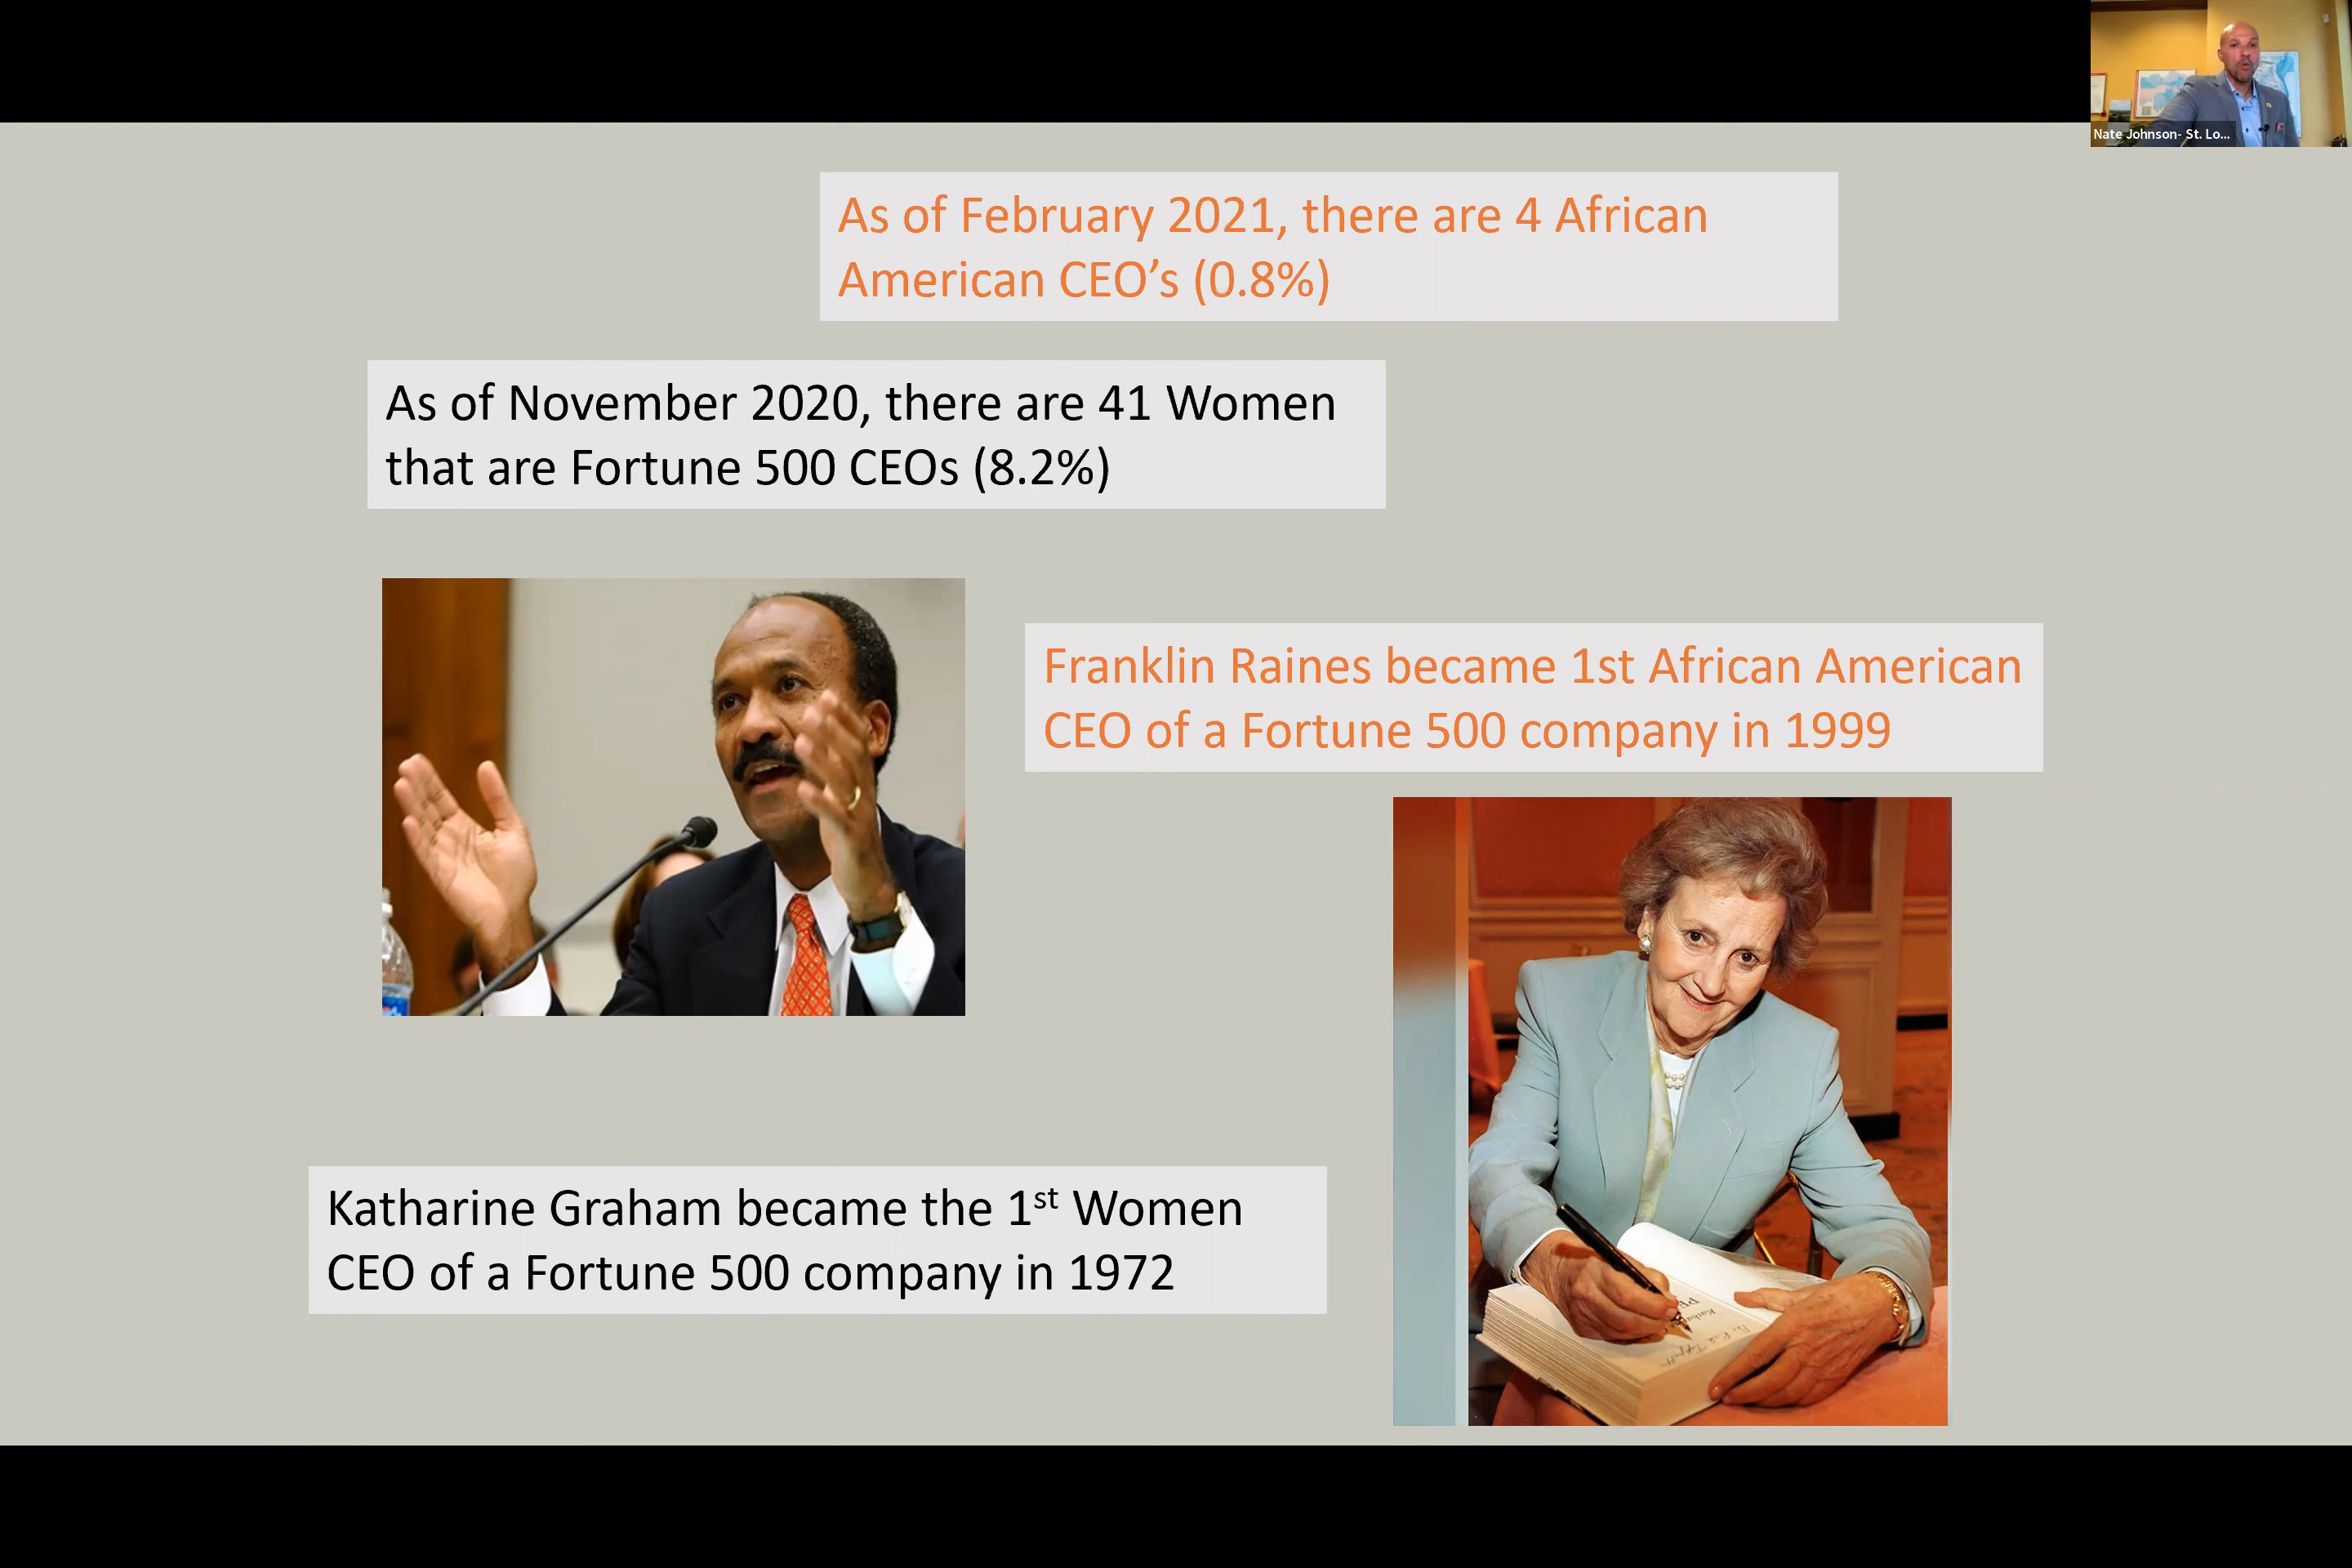 Nate Johnson- St. Lo...
As of February 2021, there are 4 African
American CEO’s (0.8%)
As of November 2020, there are 41 Women
that are Fortune 500 CEOs (8.2%)
Franklin Raines became 1st African American
CEO of a Fortune 500 company in 1999
Katharine Graham became the 1st Women
CEO of a Fortune 500 company in 1972